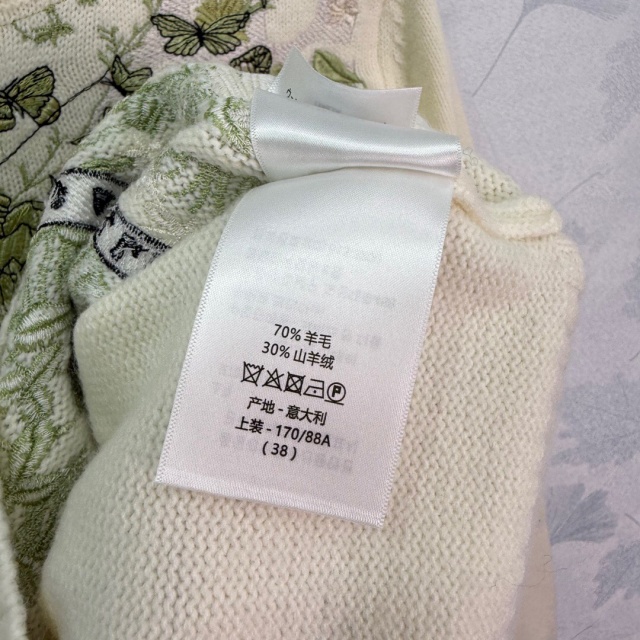 70% 羊毛
30% 山羊绒
产地 - 意大利
上装 - 170/88A
( 38 )